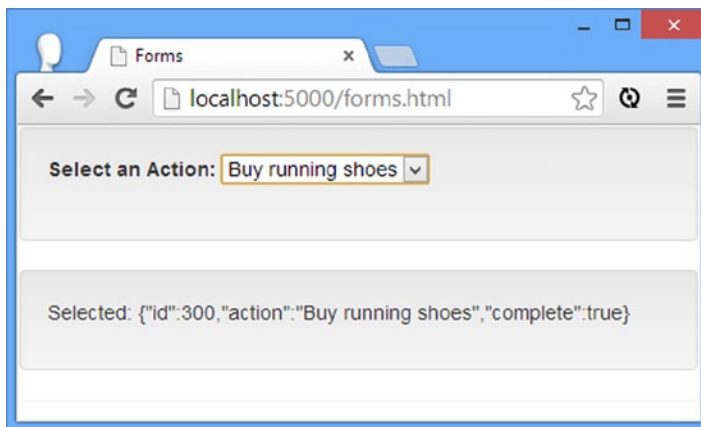 Forms
localhost:5000/forms.html
Select an Action: Buy running shoes
Selected: {"id":300,"action":"Buy running shoes","complete":true}